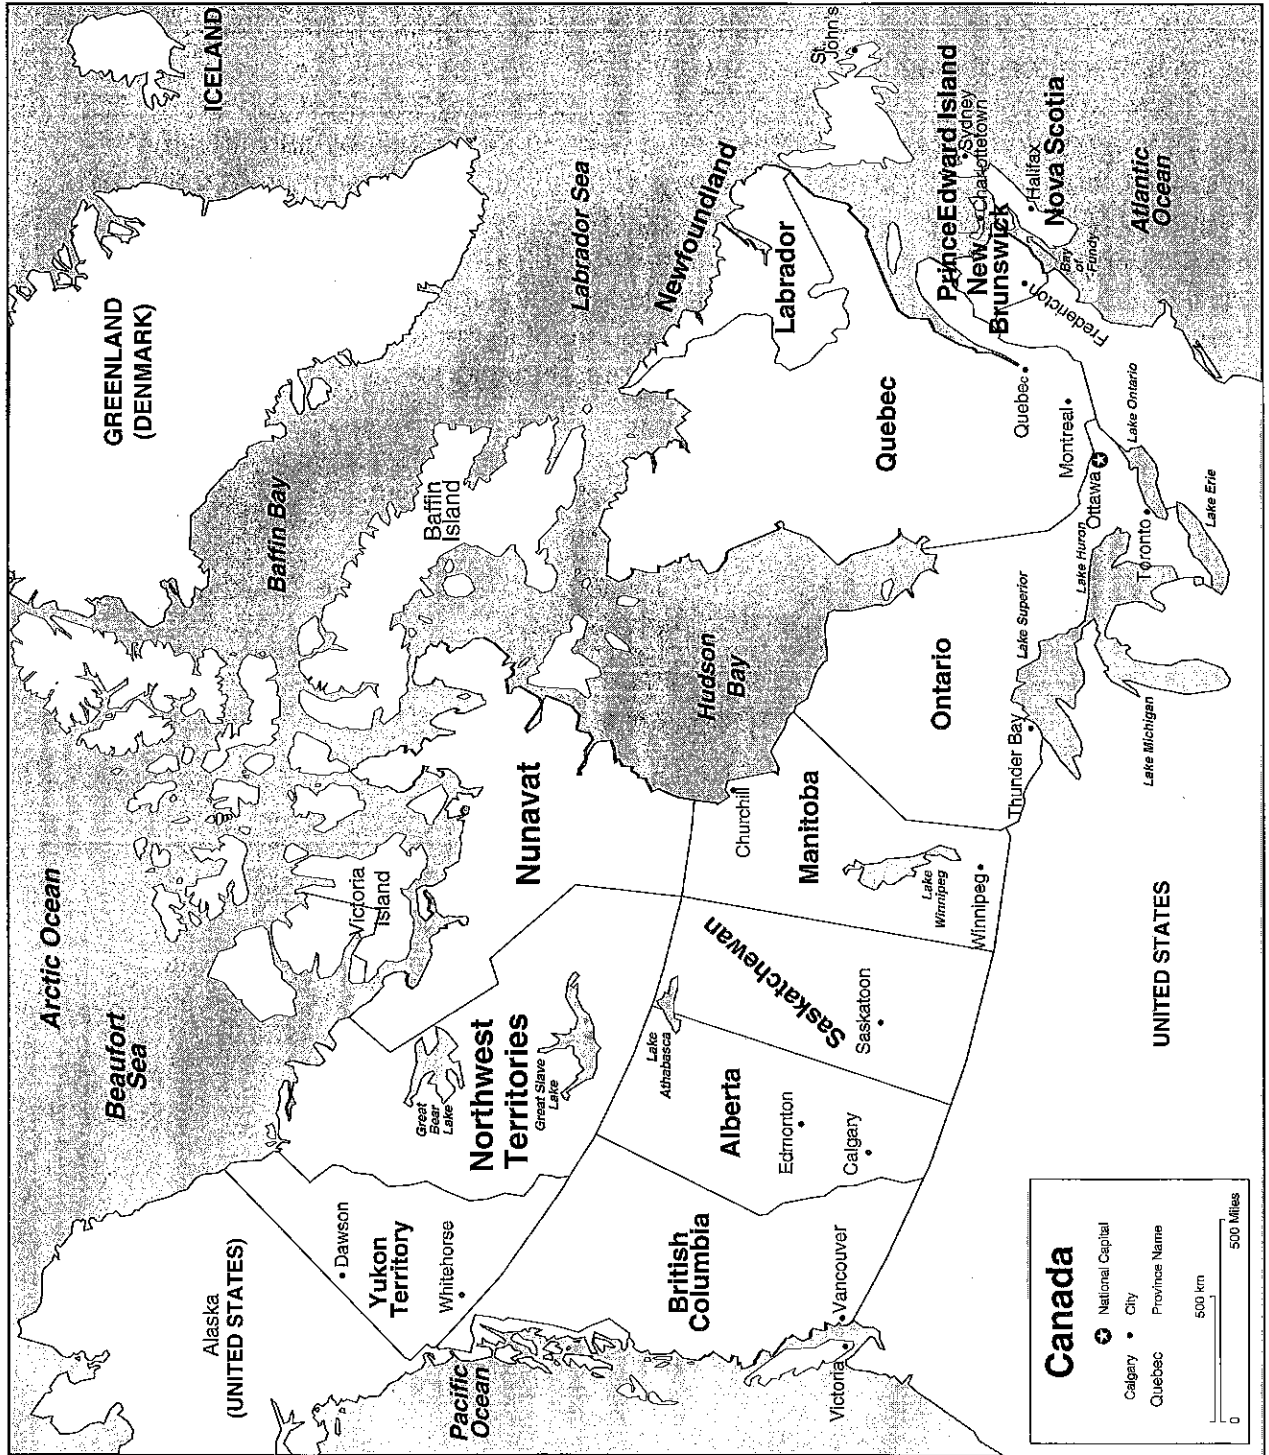 ICELAND
GREENLAND
(DENMARK)
Arctic Ocean
Beaufort
Sea
Baffin Bay
Labrador Sea
Alaska
(UNITED STATES)
Victoria
Island
Baffin
Island
Dawson
Yukon
Territory
Whitehorse
Great
Bear
Lake
Northwest
Territories
Great Slave
Lake
Nunavat
Pacific
Ocean
Newfoundland
Labrador
St.
John's
Hudson
Bay
British
Columbia
Lake
Athabasca
Alberta
Edmonton
Calgary
Saskatchewan
Saskatoon
Churchill
Manitoba
Lake
Winnipeg
Winnipeg
Ontario
Quebec
Quebec
Montreal
Ottawa
Toronto
Thunder Bay
Lake Superior
Lake Huron
Lake Michigan
Lake Ontario
Lake Erie
PrinceEdward Island
Sydney
Charlottetown
New
Brunswick
Fredericton
Bay
of
Fundy
Halifax
Nova Scotia
Atlantic
Ocean
Vancouver
Victoria
UNITED STATES
Canada
National Capital
Calgary • City
Quebec Province Name
500 km
0 500 Miles